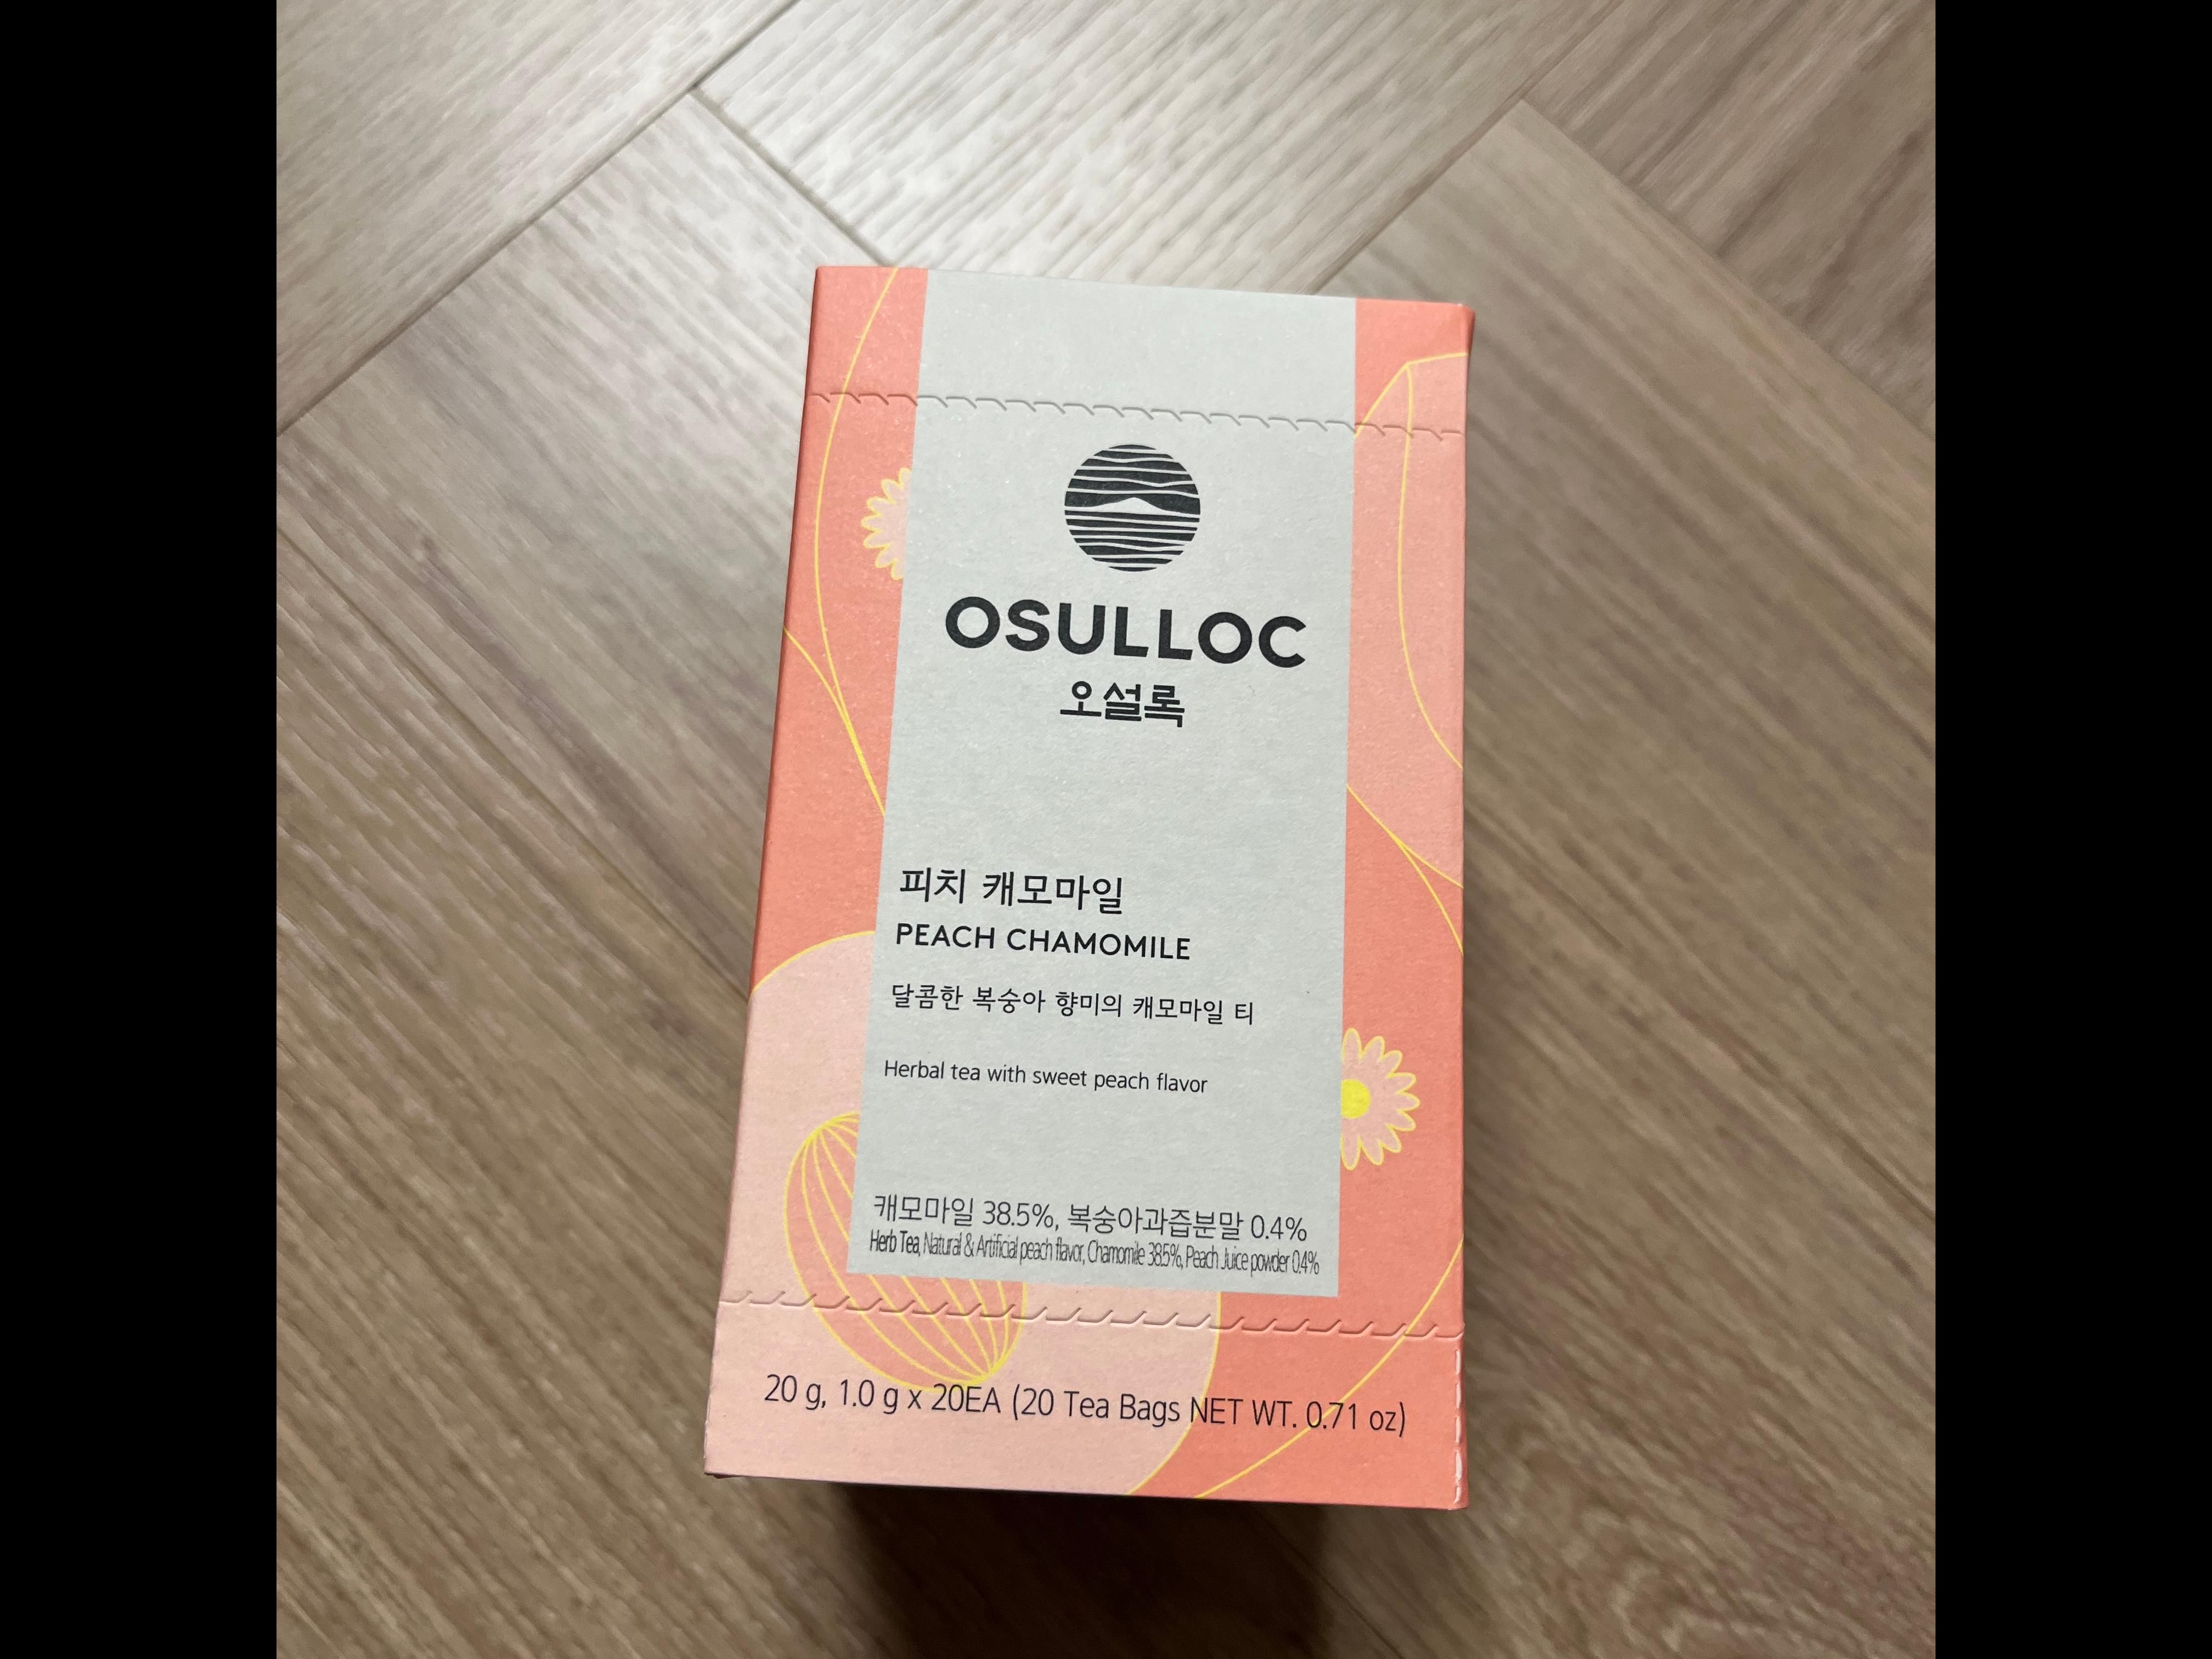 OSULLOC
오설록
피치 캐모마일
PEACH CHAMOMILE
달콤한 복숭아 향미의 캐모마일 티
Herbal tea with sweet peach flavor
캐모마일 38.5%, 복숭아과즙분말 0.4%
Herb Tea, Natural & Artificial peach flavor, Chamomile 38.5%, Peach Juice powder 0.4%
20 g, 1.0 g x 20EA (20 Tea Bags NET WT. 0.71 oz)